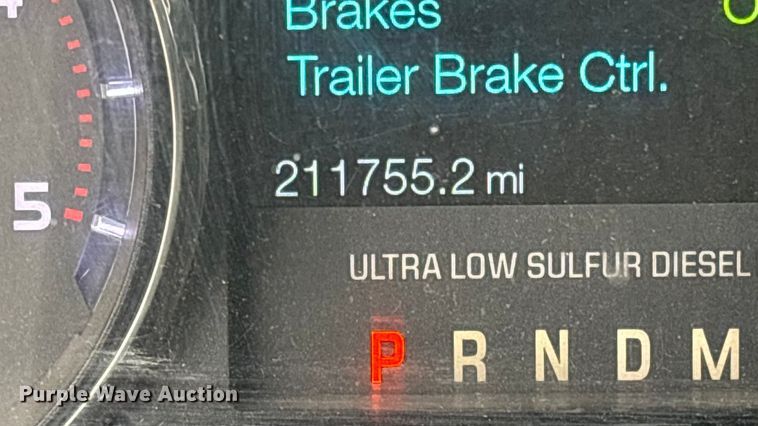 Brakes
Trailer Brake Ctrl.
211755.2 mi
5
ULTRA LOW SULFUR DIESEL
P R N D M
Purple Wave Auction